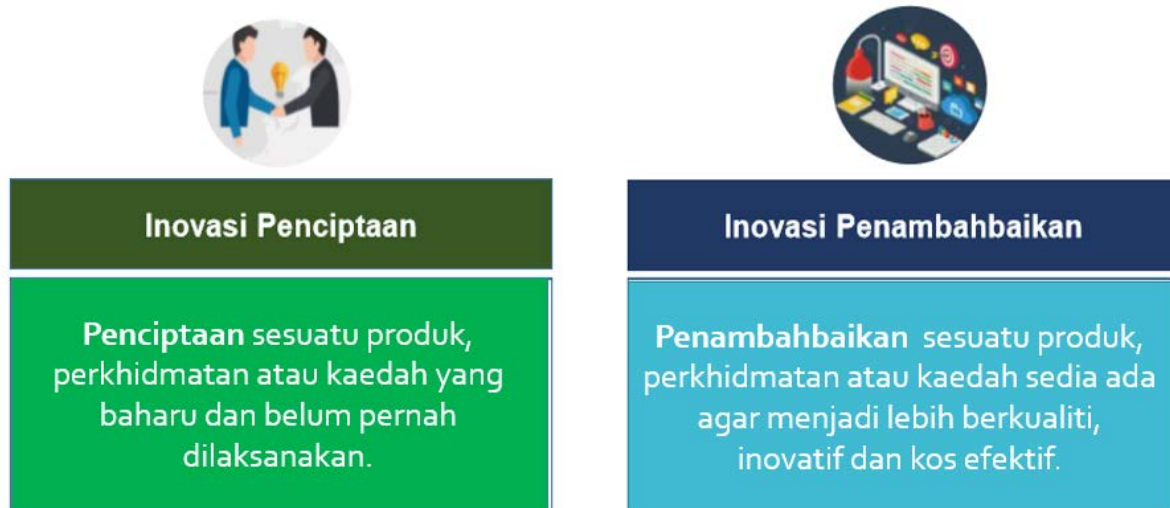 Inovasi Penciptaan
Penciptaan sesuatu produk,
perkhidmatan atau kaedah yang
baharu dan belum pernah
dilaksanakan.
Inovasi Penambahbaikan
Penambahbaikan sesuatu produk,
perkhidmatan atau kaedah sedia ada
agar menjadi lebih berkualiti,
inovatif dan kos efektif.